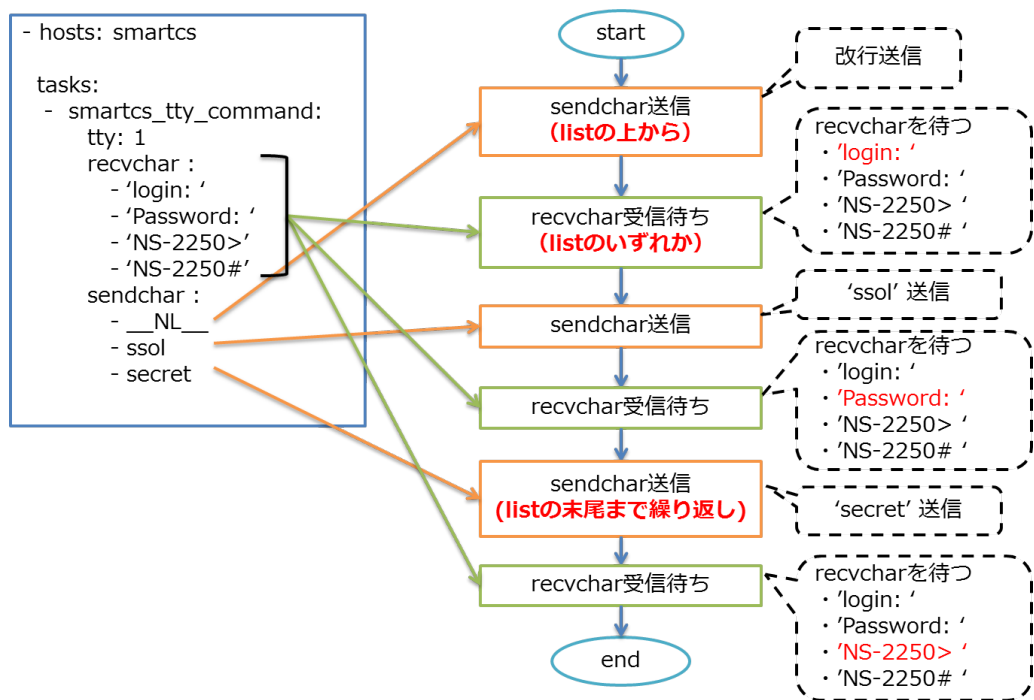 - hosts: smartcs
tasks:
- smartcs_tty_command:
tty: 1
recvchar :
- ‘login: ‘
- ‘Password: ‘
- ‘NS-2250>’
- ‘NS-2250#’
sendchar :
- __NL__
- ssol
- secret
start
sendchar送信
（listの上から）
recvchar受信待ち
（listのいずれか）
sendchar送信
recvchar受信待ち
sendchar送信
(listの末尾まで繰り返し)
recvchar受信待ち
end
改行送信
recvcharを待つ
・’login: ‘
・’Password: ‘
・’NS-2250> ‘
・’NS-2250# ‘
‘ssol’ 送信
recvcharを待つ
・’login: ‘
・’Password: ‘
・’NS-2250> ‘
・’NS-2250# ‘
‘secret’ 送信
recvcharを待つ
・’login: ‘
・’Password: ‘
・’NS-2250> ‘
・’NS-2250# ‘